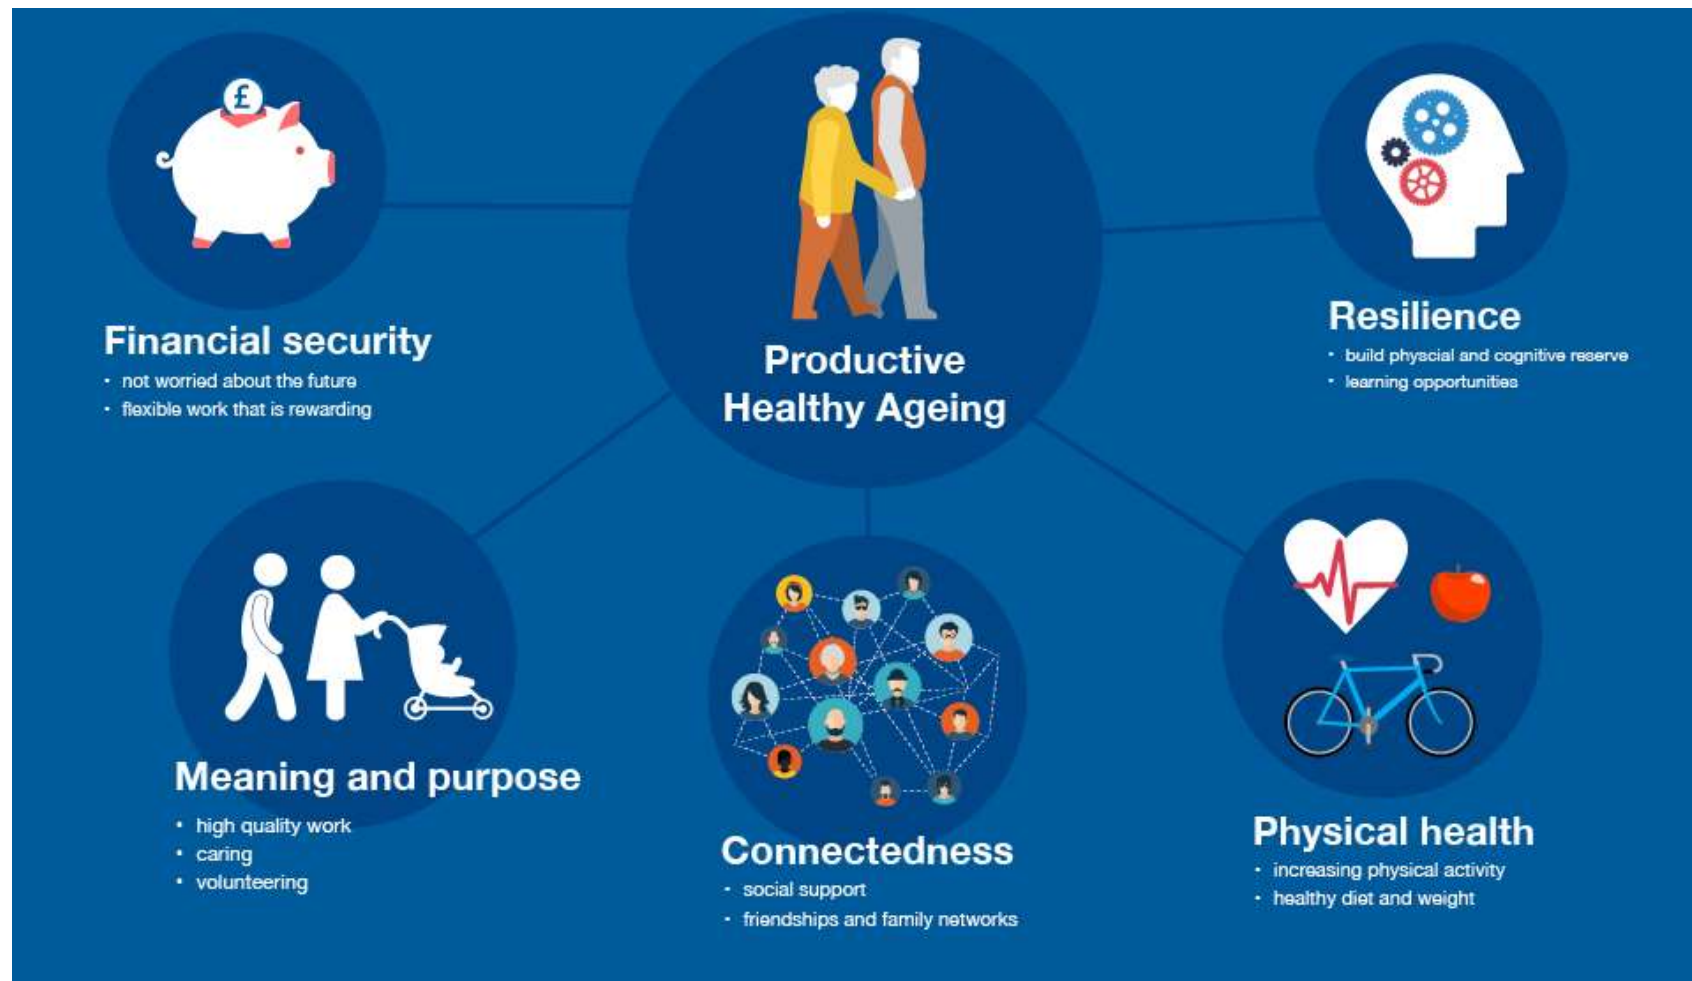 £
Financial security
• not worried about the future
• flexible work that is rewarding
Productive
Healthy Ageing
Resilience
• build physcial and cognitive reserve
• learning opportunities
Meaning and purpose
• high quality work
• caring
• volunteering
Connectedness
• social support
• friendships and family networks
Physical health
• increasing physical activity
• healthy diet and weight